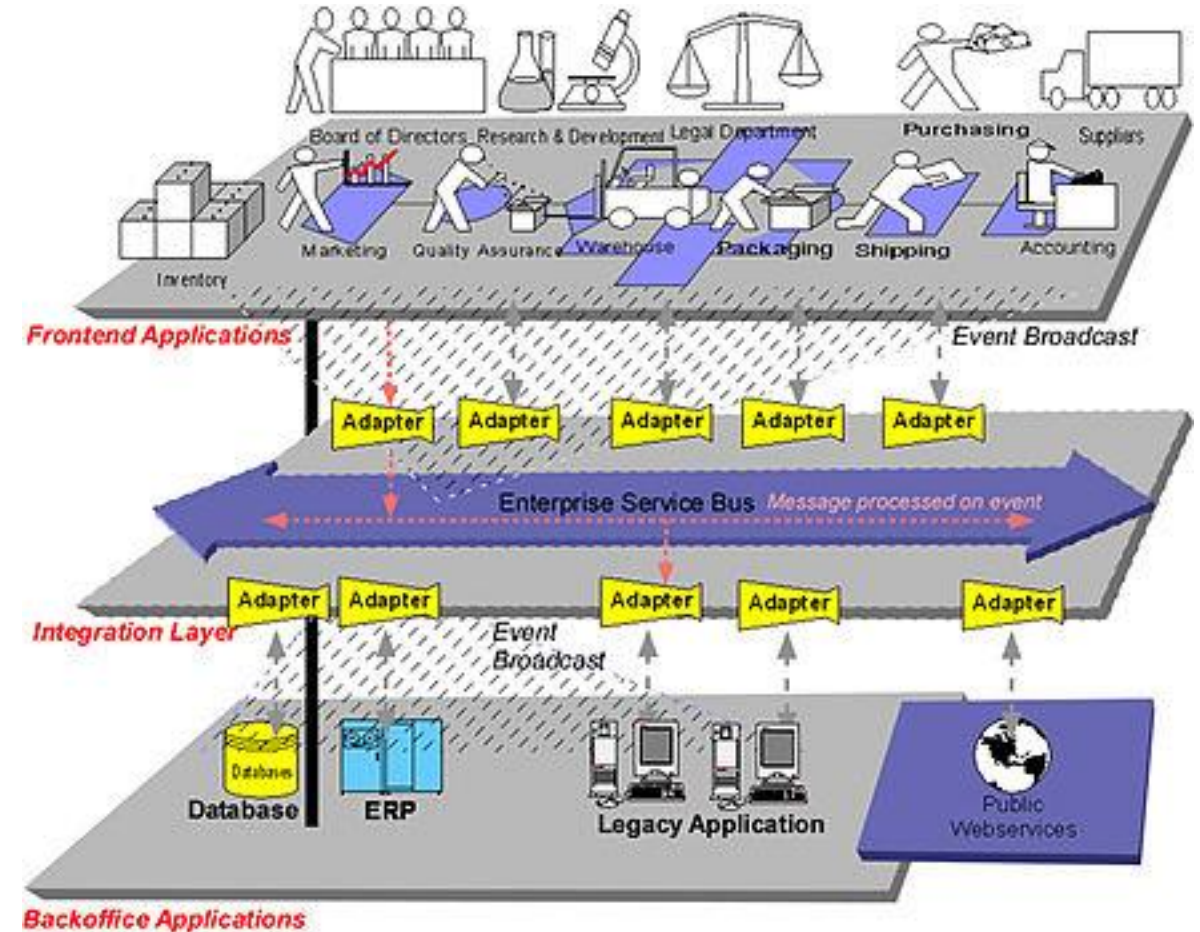 Board of Directors
Research & Development
Legal Department
Purchasing
Suppliers
Inventory
Marketing
Quality Assurance
Warehouse
Packaging
Shipping
Accounting
Frontend Applications
Event Broadcast
Adapter
Adapter
Adapter
Adapter
Adapter
Enterprise Service Bus
Message processed on event
Adapter
Adapter
Adapter
Adapter
Adapter
Integration Layer
Event
Broadcast
Databases
Database
ERP
Legacy Application
Public
Webservices
Backoffice Applications